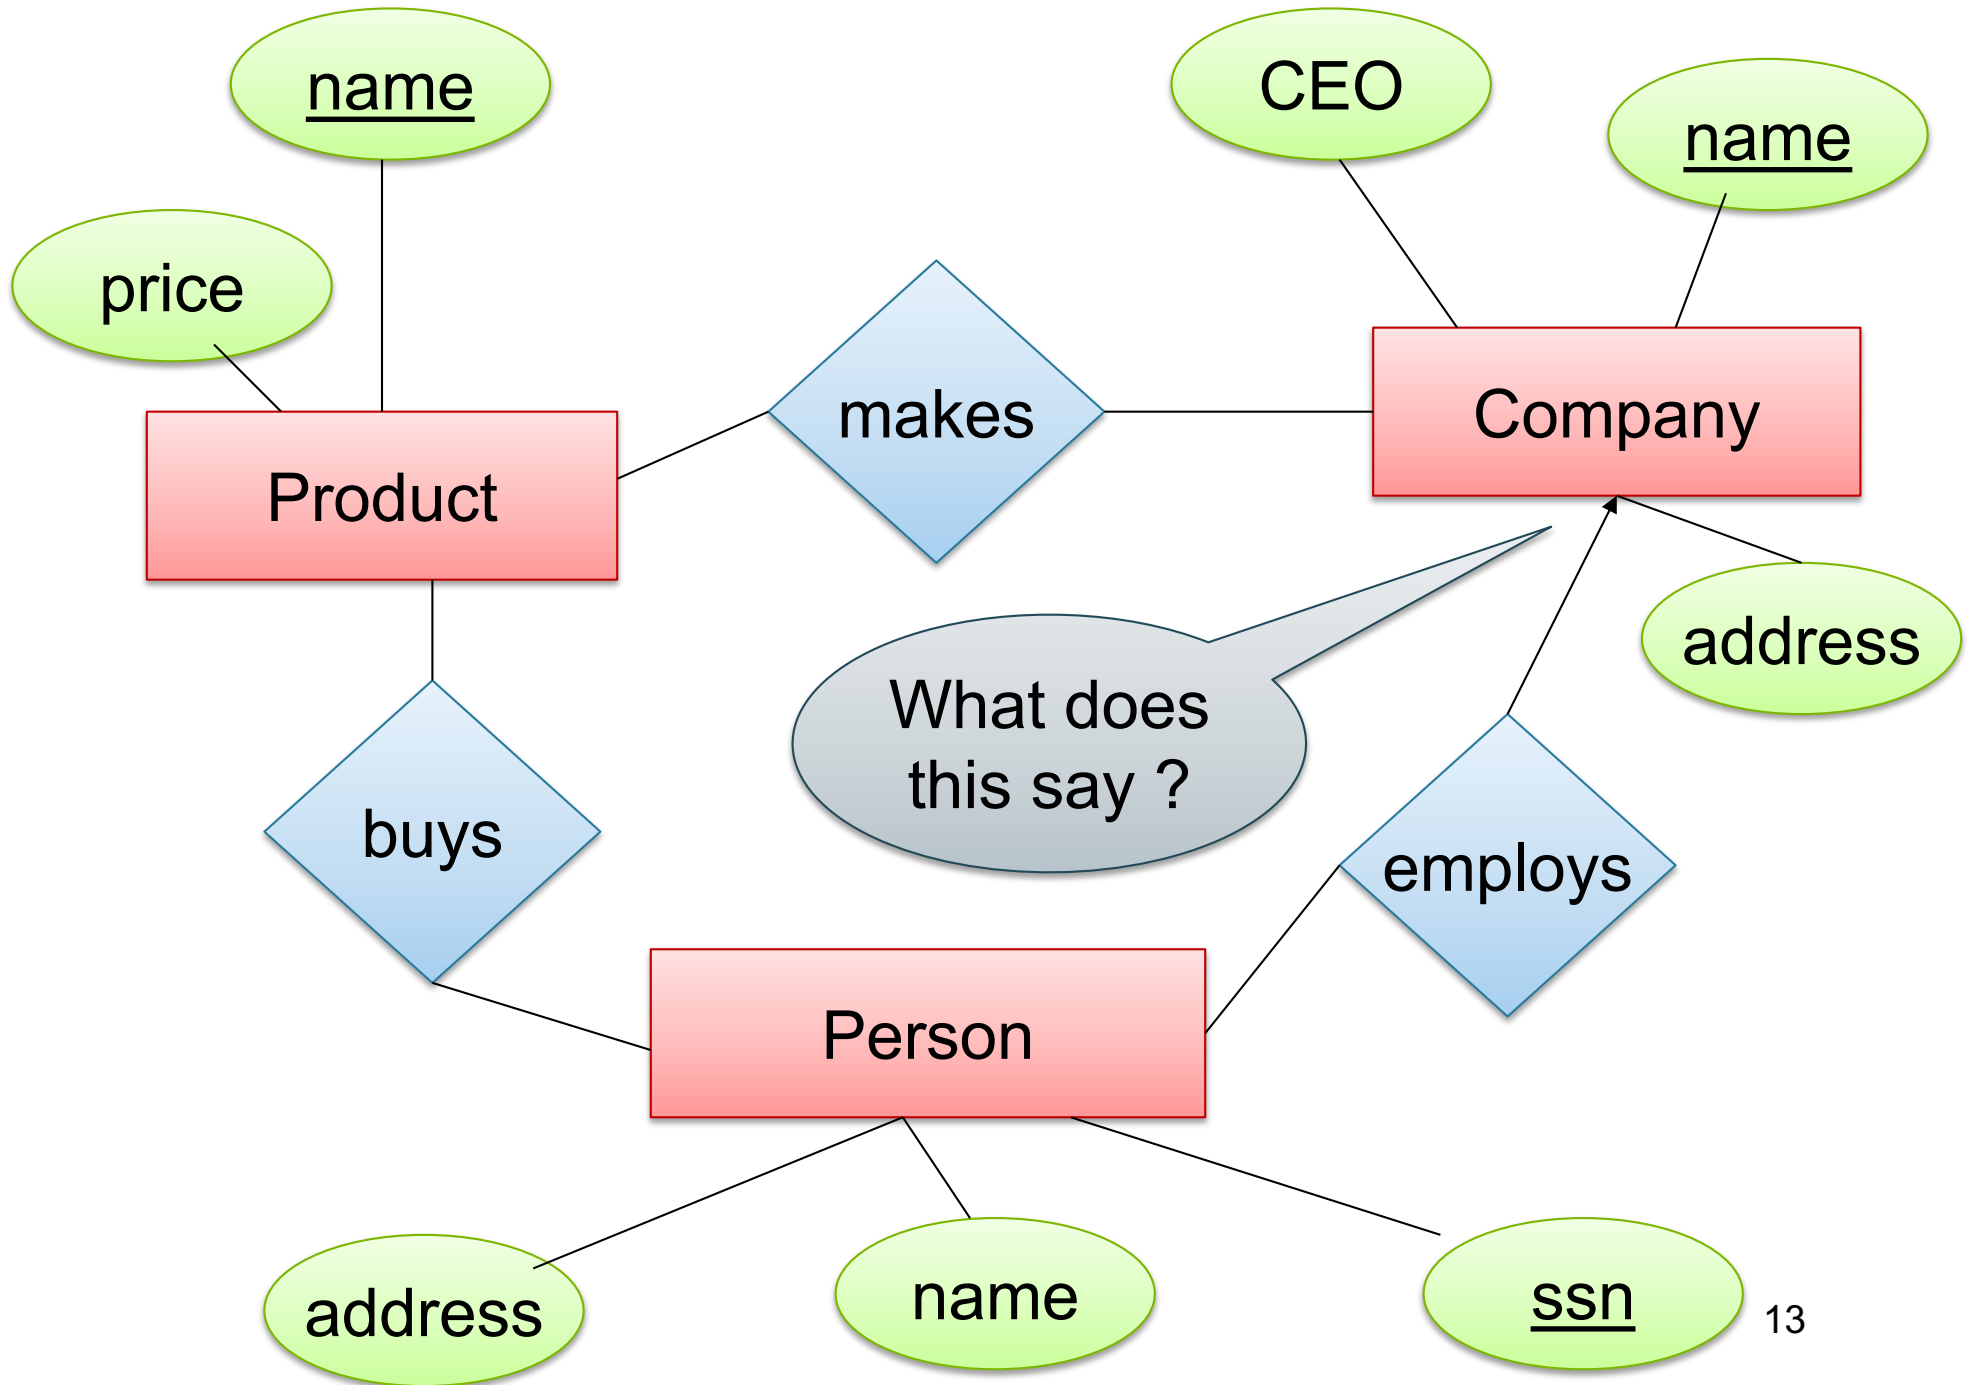 name
CEO
name
price
makes
Company
Product
address
What does
this say ?
buys
employs
Person
address
name
ssn
13